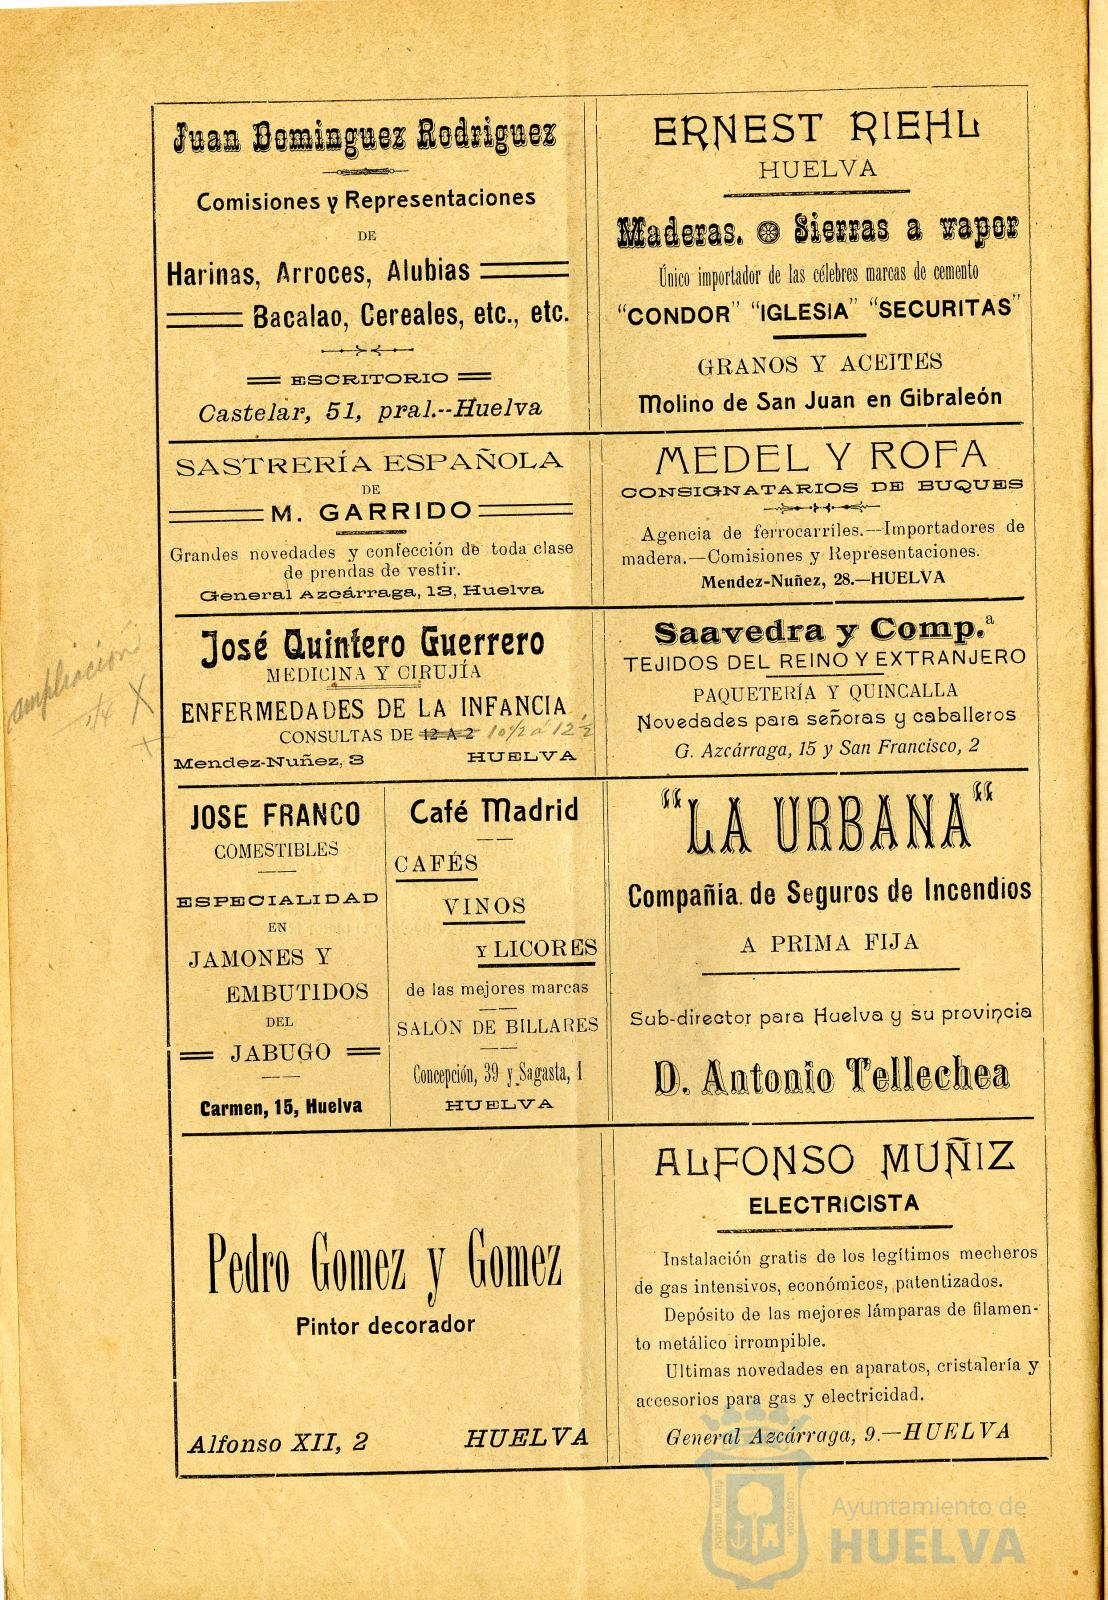 Juan Dominguez Rodriguez
Comisiones y Representaciones
DE
Harinas, Arroces, Alubias
Bacalao, Cereales, etc., etc.
ESCRITORIO
Castelar, 51, pral.--Huelva
ERNEST RIEHL
HUELVA
Maderas. Sierras a vapor
Único importador de las célebres marcas de cemento
"CONDOR" "IGLESIA" "SECURITAS"
GRANOS Y ACEITES
Molino de San Juan en Gibraleón
SASTRERÍA ESPAÑOLA
DE
M. GARRIDO
Grandes novedades y confección de toda clase
de prendas de vestir.
General Azcárraga, 13, Huelva
MEDEL Y ROFA
CONSIGNATARIOS DE BUQUES
Agencia de ferrocarriles.—Importadores de
madera.—Comisiones y Representaciones.
Mendez-Nuñez, 28.—HUELVA
ampliación
1/4 X
José Quintero Guerrero
MEDICINA Y CIRUJÍA
ENFERMEDADES DE LA INFANCIA
CONSULTAS DE 12 A 2 10½ á 12½
Mendez-Nuñez, 3 HUELVA
Saavedra y Comp.ª
TEJIDOS DEL REINO Y EXTRANJERO
PAQUETERÍA Y QUINCALLA
Novedades para señoras y caballeros
G. Azcárraga, 15 y San Francisco, 2
JOSE FRANCO
COMESTIBLES
ESPECIALIDAD
EN
JAMONES Y
EMBUTIDOS
DEL
JABUGO
Carmen, 15, Huelva
Café Madrid
CAFÉS
VINOS
Y LICORES
de las mejores marcas
SALÓN DE BILLARES
Concepción, 39 y Sagasta, 1
HUELVA
"LA URBANA"
Compañía de Seguros de Incendios
A PRIMA FIJA
Sub-director para Huelva y su provincia
D. Antonio Tellechea
Pedro Gomez y Gomez
Pintor decorador
Alfonso XII, 2 HUELVA
ALFONSO MUÑIZ
ELECTRICISTA
Instalación gratis de los legítimos mecheros
de gas intensivos, económicos, patentizados.
Depósito de las mejores lámparas de filamen-
to metálico irrompible.
Ultimas novedades en aparatos, cristalería y
accesorios para gas y electricidad.
General Azcárraga, 9.—HUELVA
PORTUS MARIS CUSTODIA
Ayuntamiento de
HUELVA